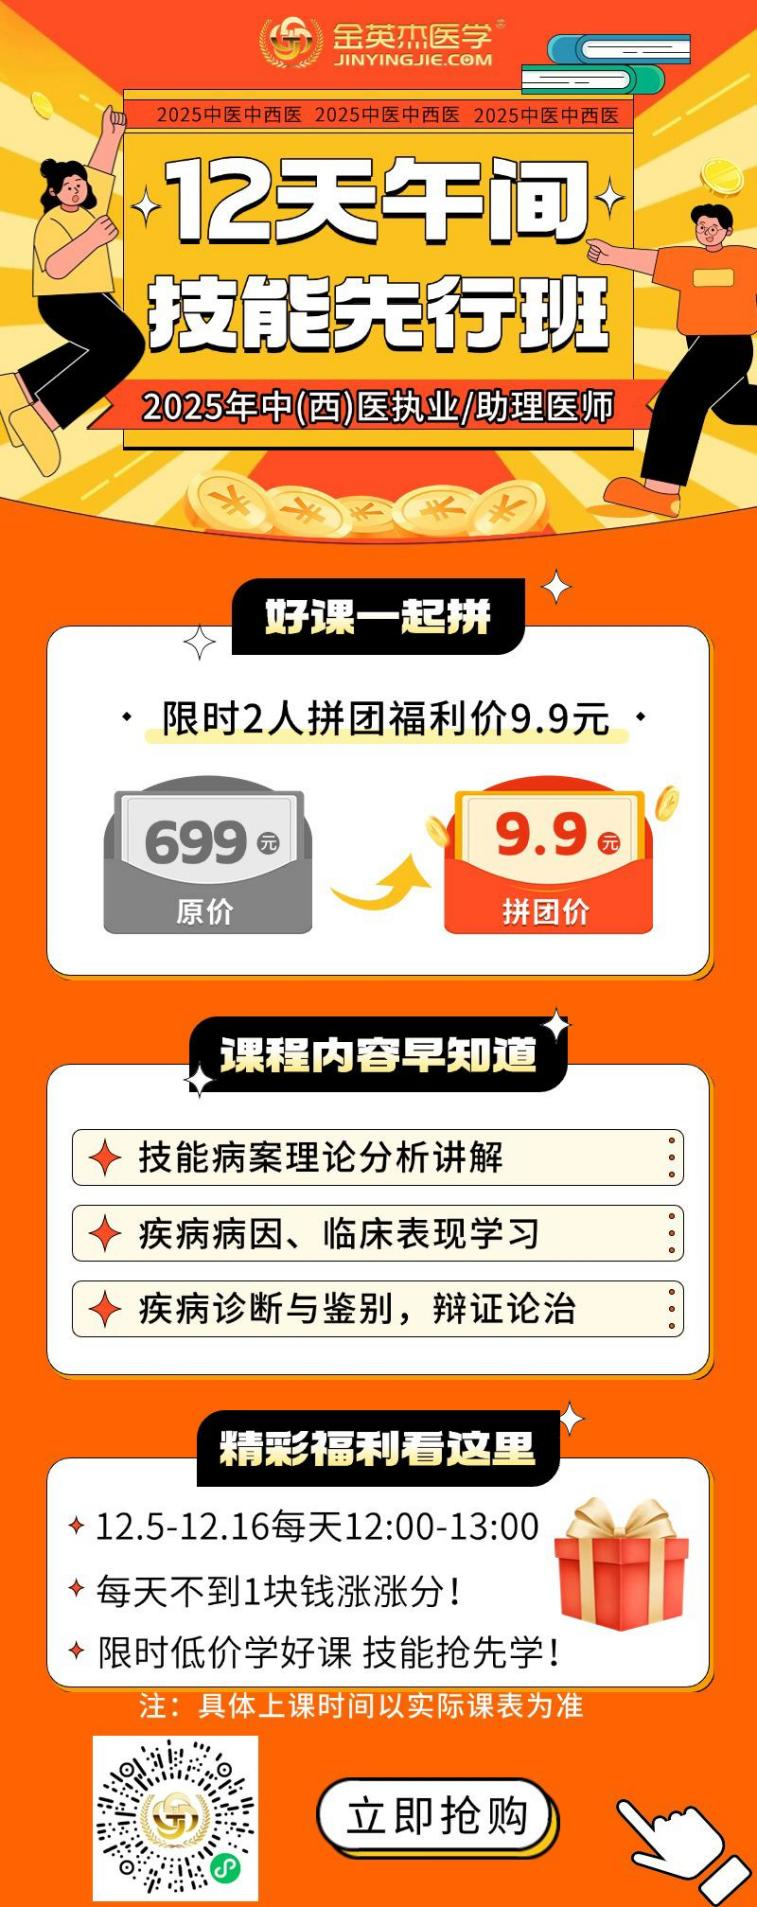 金英杰医学
JINYINGJIE.COM
2025中医中西医 2025中医中西医 2025中医中西医
12天午间
技能先行班
2025年中(西)医执业/助理医师
好课一起拼
限时2人拼团福利价9.9元
699元
原价
9.9元
拼团价
课程内容早知道
技能病案理论分析讲解
疾病病因、临床表现学习
疾病诊断与鉴别，辩证论治
精彩福利看这里
12.5-12.16每天12:00-13:00
每天不到1块钱涨涨分！
限时低价学好课 技能抢先学！
注：具体上课时间以实际课表为准
立即抢购